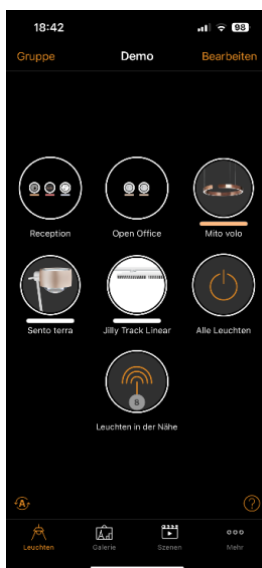 18:42
98
Gruppe
Demo
Bearbeiten
Reception
Open Office
Mito volo
Sento terra
Jilly Track Linear
Alle Leuchten
8
Leuchten in der Nähe
A
?
Leuchten
Galerie
Szenen
Mehr